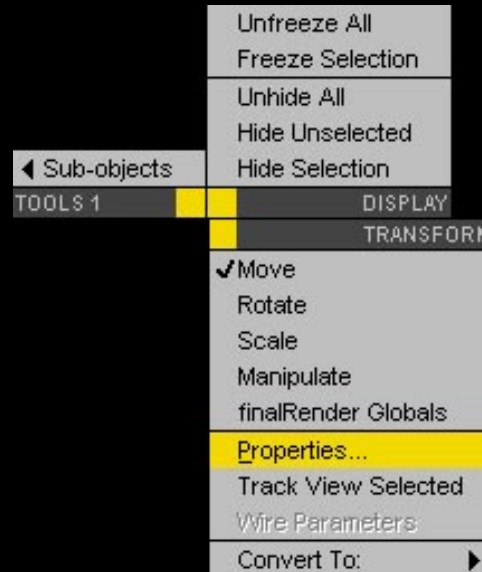 Unfreeze All
Freeze Selection
Unhide All
Hide Unselected
Sub-objects
Hide Selection
TOOLS 1
DISPLAY
TRANSFORM
Move
Rotate
Scale
Manipulate
finalRender Globals
Properties...
Track View Selected
Wire Parameters
Convert To: